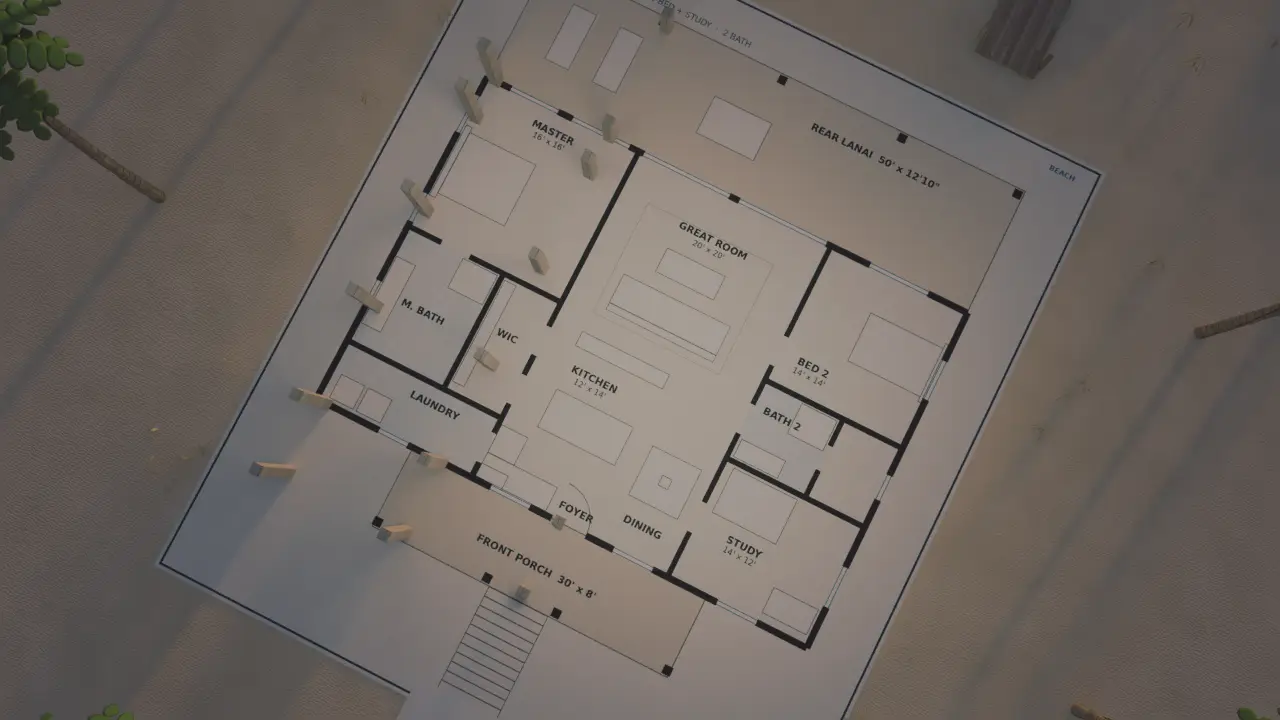 + STUDY · 2 BATH
REAR LANAI 50' x 12'10"
BEACH
MASTER
16' x 16'
GREAT ROOM
20' x 20'
M. BATH
WIC
KITCHEN
12' x 14'
BED 2
14' x 14'
LAUNDRY
BATH 2
FOYER
DINING
STUDY
14' x 12'
FRONT PORCH 30' x 8'